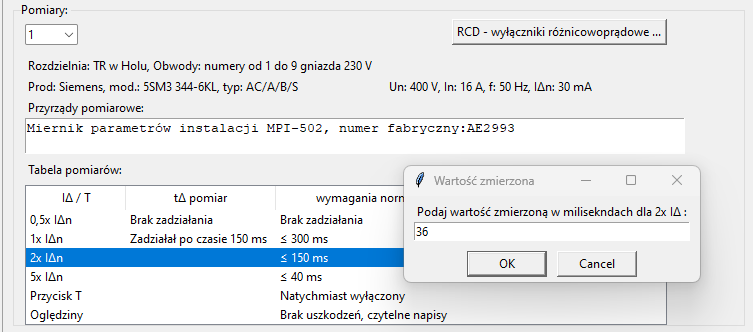 Pomiary:
1
RCD - wyłączniki różnicowoprądowe ...
Rozdzielnia: TR w Holu, Obwody: numery od 1 do 9 gniazda 230 V
Prod: Siemens, mod.: 5SM3 344-6KL, typ: AC/A/B/S Un: 400 V, In: 16 A, f: 50 Hz, IΔn: 30 mA
Przyrządy pomiarowe:
Miernik parametrów instalacji MPI-502, numer fabryczny:AE2993
Tabela pomiarów:
IΔ / T tΔ pomiar wymagania norm
0,5x IΔn Brak zadziałania Brak zadziałania
1x IΔn Zadziałał po czasie 150 ms ≤ 300 ms
2x IΔn ≤ 150 ms
5x IΔn ≤ 40 ms
Przycisk T Natychmiast wyłączony
Oględziny Brak uszkodzeń, czytelne napisy
Wartość zmierzona
Podaj wartość zmierzoną w milisekndach dla 2x IΔ :
36
OK Cancel